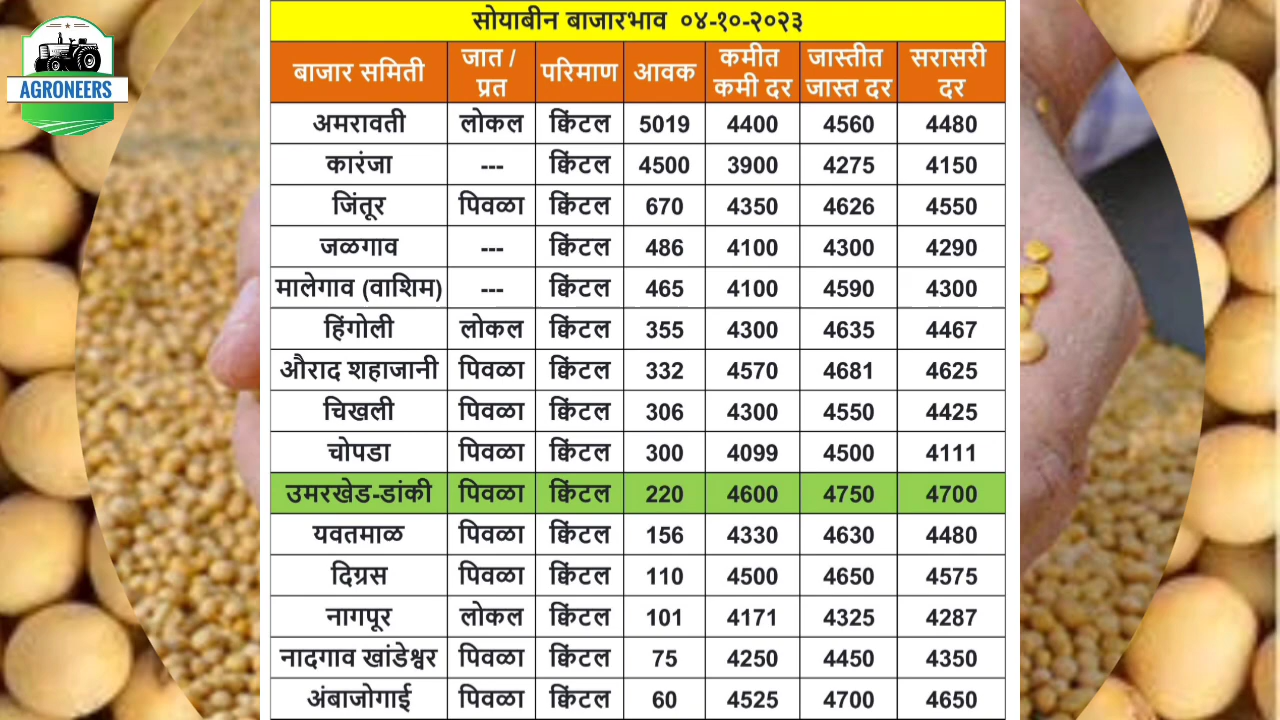 AGRONEERS
सोयाबीन बाजारभाव ०४-१०-२०२३
बाजार समिती जात / प्रत परिमाण आवक कमीत कमी दर जास्तीत जास्त दर सरासरी दर
अमरावती लोकल क्विंटल 5019 4400 4560 4480
कारंजा --- क्विंटल 4500 3900 4275 4150
जिंतूर पिवळा क्विंटल 670 4350 4626 4550
जळगाव --- क्विंटल 486 4100 4300 4290
मालेगाव (वाशिम) --- क्विंटल 465 4100 4590 4300
हिंगोली लोकल क्विंटल 355 4300 4635 4467
औराद शहाजानी पिवळा क्विंटल 332 4570 4681 4625
चिखली पिवळा क्विंटल 306 4300 4550 4425
चोपडा पिवळा क्विंटल 300 4099 4500 4111
उमरखेड-डांकी पिवळा क्विंटल 220 4600 4750 4700
यवतमाळ पिवळा क्विंटल 156 4330 4630 4480
दिग्रस पिवळा क्विंटल 110 4500 4650 4575
नागपूर लोकल क्विंटल 101 4171 4325 4287
नादगाव खांडेश्वर पिवळा क्विंटल 75 4250 4450 4350
अंबाजोगाई पिवळा क्विंटल 60 4525 4700 4650